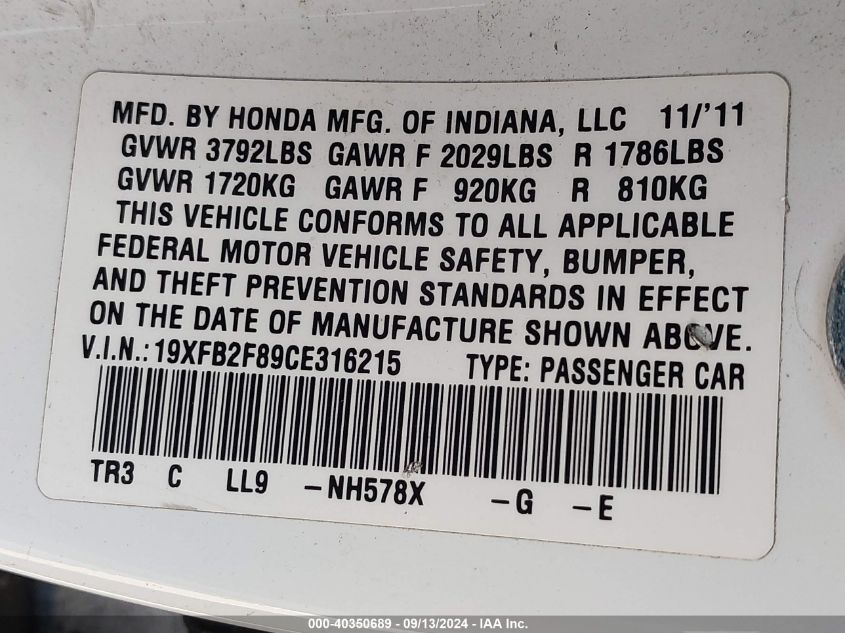 MFD. BY HONDA MFG. OF INDIANA, LLC 11/'11
GVWR 3792LBS GAWR F 2029LBS R 1786LBS
GVWR 1720KG GAWR F 920KG R 810KG
THIS VEHICLE CONFORMS TO ALL APPLICABLE
FEDERAL MOTOR VEHICLE SAFETY, BUMPER,
AND THEFT PREVENTION STANDARDS IN EFFECT
ON THE DATE OF MANUFACTURE SHOWN ABOVE.
V.I.N.: 19XFB2F89CE316215 TYPE: PASSENGER CAR
TR3 C LL9 -NH578X -G -E
000-40350689 - 09/13/2024 - IAA Inc.